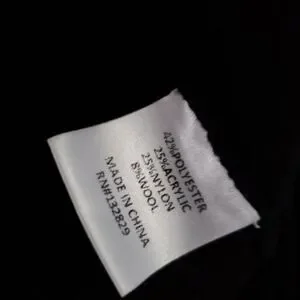 42%POLYESTER
25%ACRYLIC
25%NYLON
8%WOOL
MADE IN CHINA
RN#132829